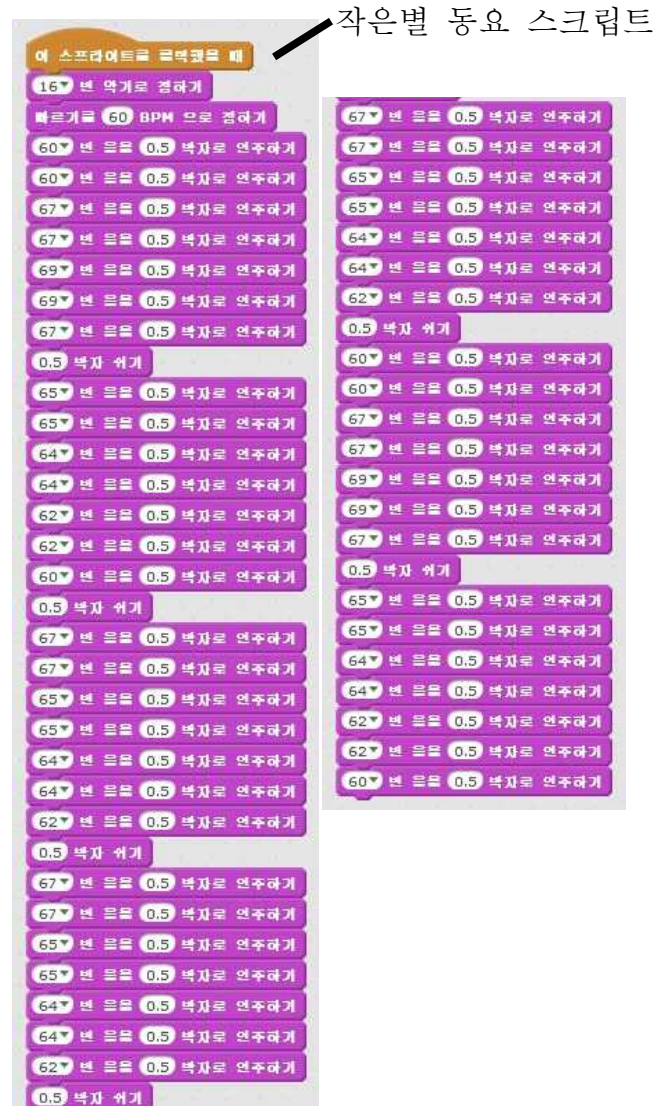 작은별 동요 스크립트
이 스프라이트를 클릭했을 때
16 번 악기로 정하기
빠르기를 60 BPM 으로 정하기
60 번 음을 0.5 박자로 연주하기
60 번 음을 0.5 박자로 연주하기
67 번 음을 0.5 박자로 연주하기
67 번 음을 0.5 박자로 연주하기
69 번 음을 0.5 박자로 연주하기
69 번 음을 0.5 박자로 연주하기
67 번 음을 0.5 박자로 연주하기
0.5 박자 쉬기
65 번 음을 0.5 박자로 연주하기
65 번 음을 0.5 박자로 연주하기
64 번 음을 0.5 박자로 연주하기
64 번 음을 0.5 박자로 연주하기
62 번 음을 0.5 박자로 연주하기
62 번 음을 0.5 박자로 연주하기
60 번 음을 0.5 박자로 연주하기
0.5 박자 쉬기
67 번 음을 0.5 박자로 연주하기
67 번 음을 0.5 박자로 연주하기
65 번 음을 0.5 박자로 연주하기
65 번 음을 0.5 박자로 연주하기
64 번 음을 0.5 박자로 연주하기
64 번 음을 0.5 박자로 연주하기
62 번 음을 0.5 박자로 연주하기
0.5 박자 쉬기
67 번 음을 0.5 박자로 연주하기
67 번 음을 0.5 박자로 연주하기
65 번 음을 0.5 박자로 연주하기
65 번 음을 0.5 박자로 연주하기
64 번 음을 0.5 박자로 연주하기
64 번 음을 0.5 박자로 연주하기
62 번 음을 0.5 박자로 연주하기
0.5 박자 쉬기
67 번 음을 0.5 박자로 연주하기
67 번 음을 0.5 박자로 연주하기
65 번 음을 0.5 박자로 연주하기
65 번 음을 0.5 박자로 연주하기
64 번 음을 0.5 박자로 연주하기
64 번 음을 0.5 박자로 연주하기
62 번 음을 0.5 박자로 연주하기
0.5 박자 쉬기
60 번 음을 0.5 박자로 연주하기
60 번 음을 0.5 박자로 연주하기
67 번 음을 0.5 박자로 연주하기
67 번 음을 0.5 박자로 연주하기
69 번 음을 0.5 박자로 연주하기
69 번 음을 0.5 박자로 연주하기
67 번 음을 0.5 박자로 연주하기
0.5 박자 쉬기
65 번 음을 0.5 박자로 연주하기
65 번 음을 0.5 박자로 연주하기
64 번 음을 0.5 박자로 연주하기
64 번 음을 0.5 박자로 연주하기
62 번 음을 0.5 박자로 연주하기
62 번 음을 0.5 박자로 연주하기
60 번 음을 0.5 박자로 연주하기